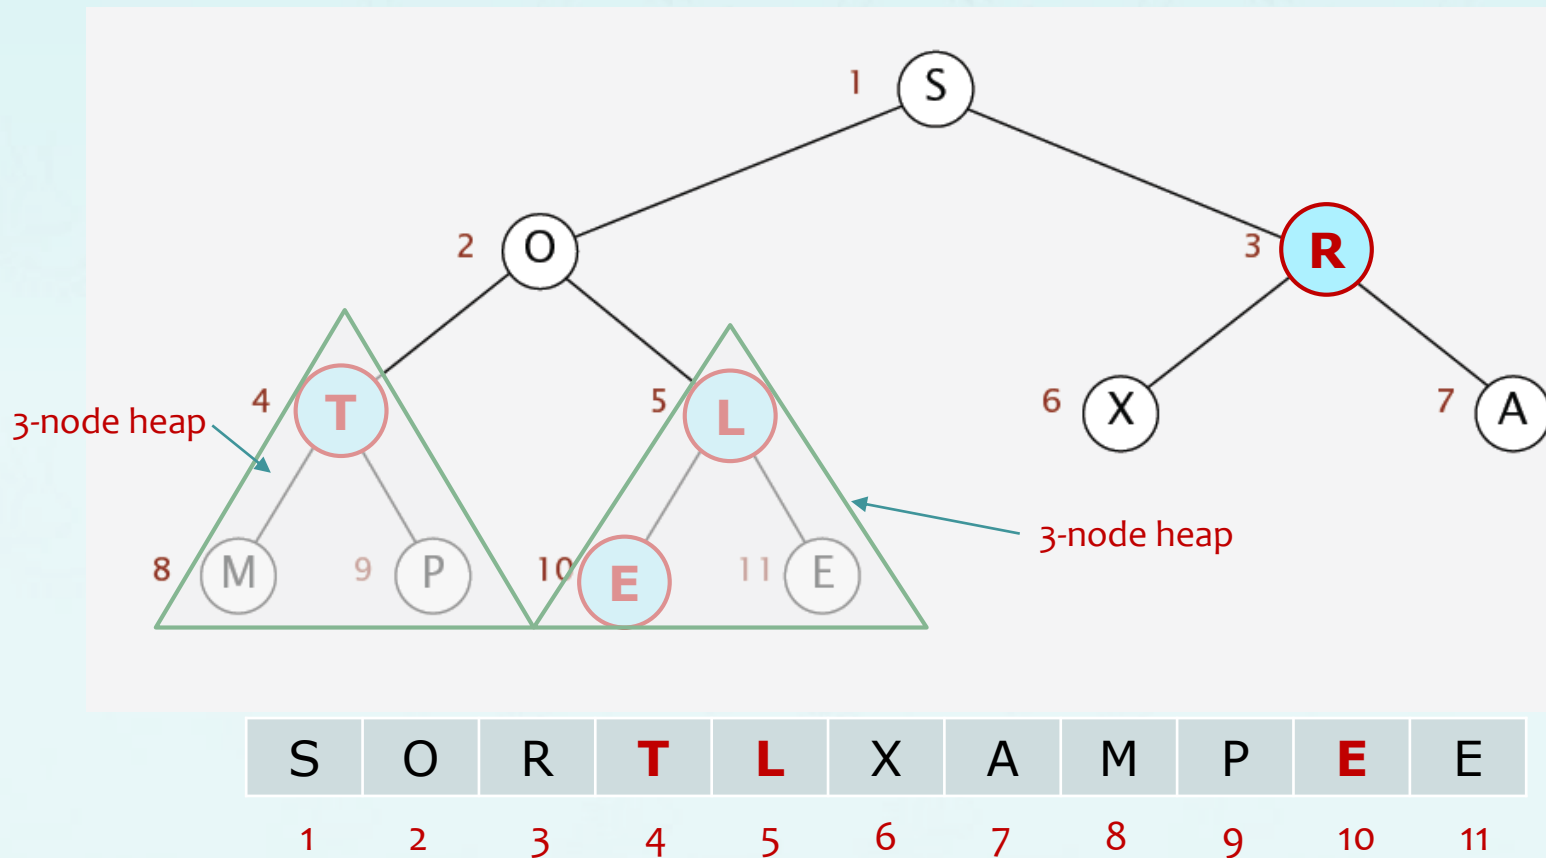 1 S
2 O 3 R
4 T 5 L 6 X 7 A
3-node heap
3-node heap
8 M 9 P 10 E 11 E
S O R T L X A M P E E
1 2 3 4 5 6 7 8 9 10 11